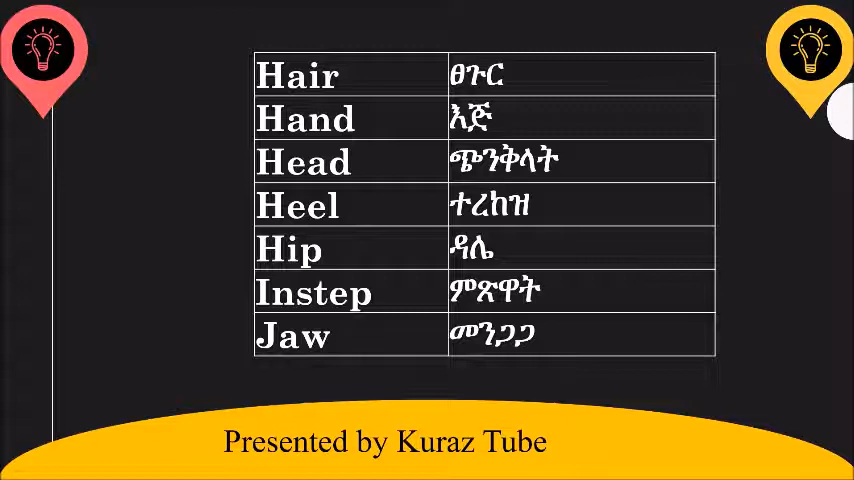 Hair ፀጉር
Hand እጅ
Head ጭንቅላት
Heel ተረከዝ
Hip ዳሌ
Instep ምጽዋት
Jaw መንጋጋ
Presented by Kuraz Tube